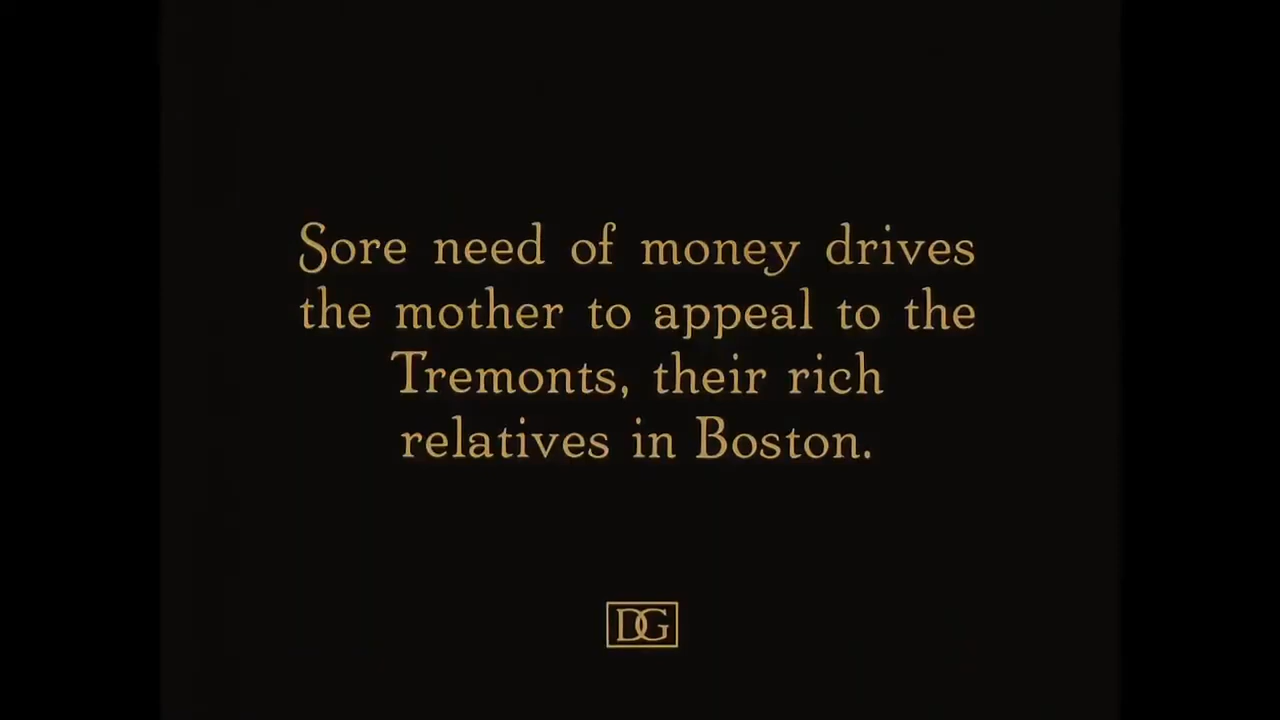 Sore need of money drives
the mother to appeal to the
Tremonts, their rich
relatives in Boston.
DG